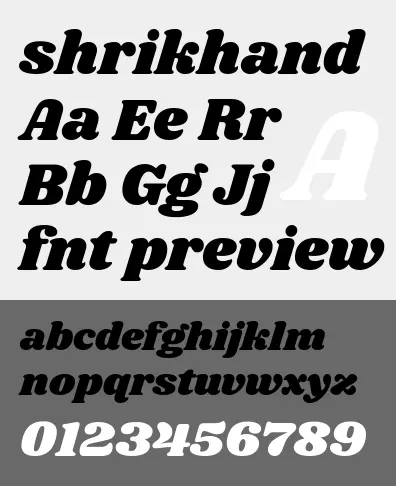 shrikhand
Aa Ee Rr
A
Bb Gg Jj
fnt preview
abcdefghijklm
nopqrstuvwxyz
0123456789